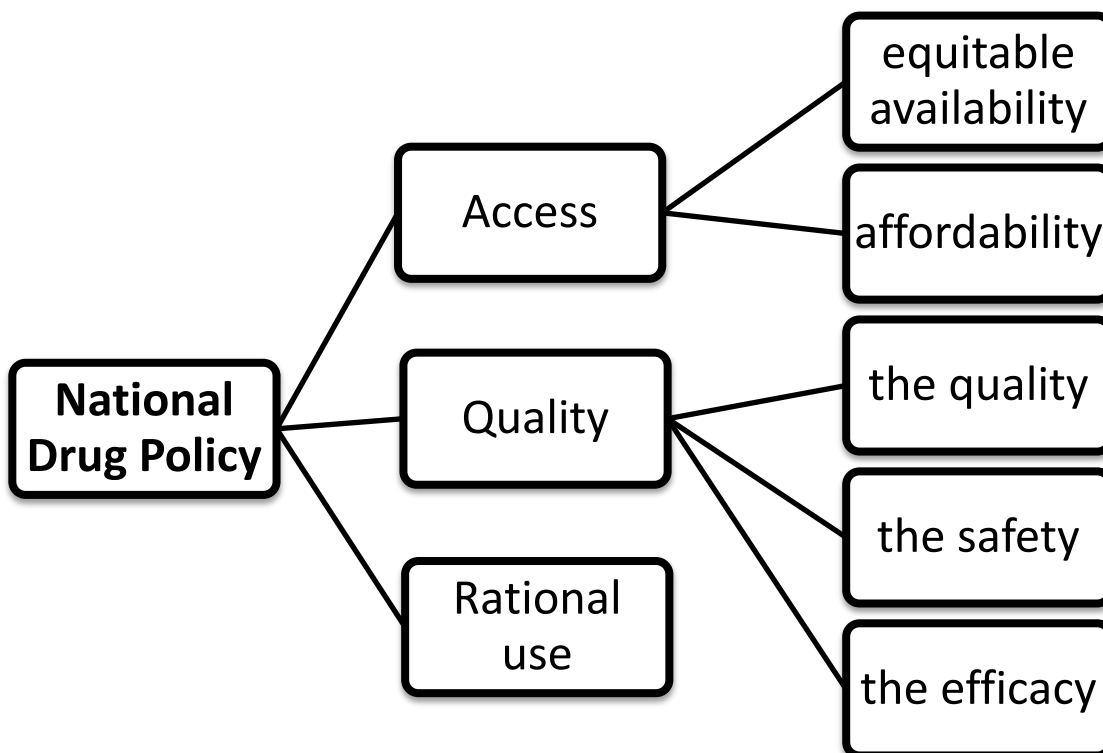 National
Drug Policy
Access
equitable
availability
affordability
Quality
the quality
the safety
the efficacy
Rational
use